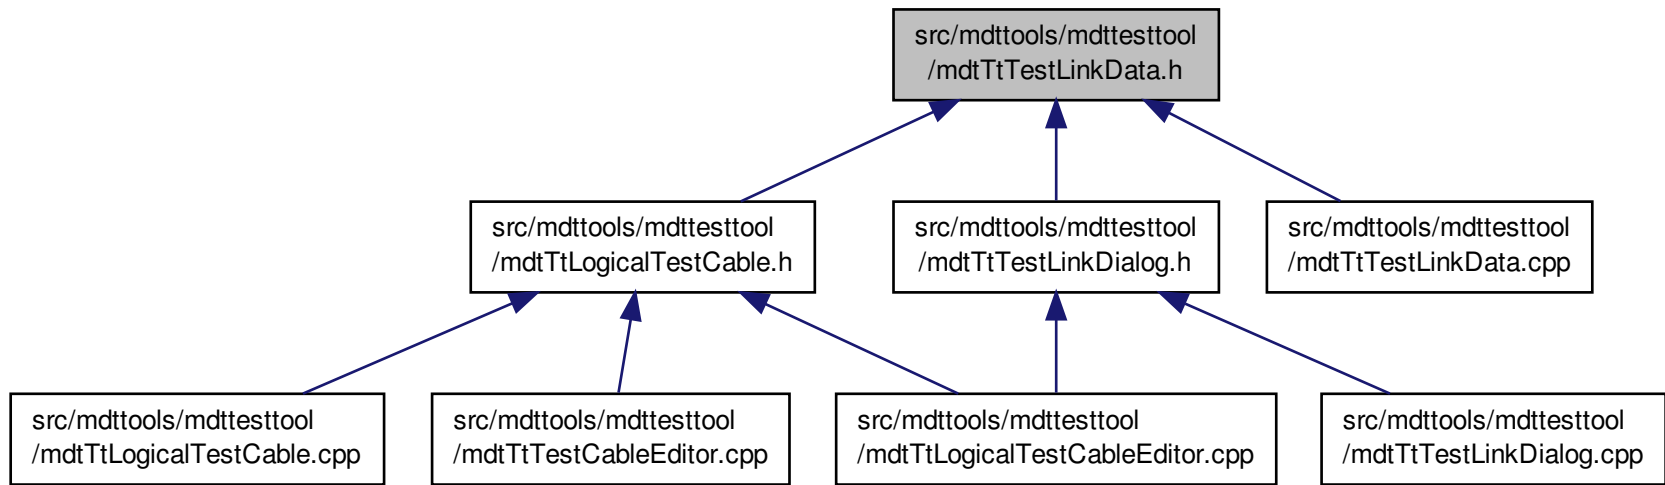 src/mdttools/mdttesttool
/mdtTtTestLinkData.h
src/mdttools/mdttesttool
/mdtTtLogicalTestCable.h
src/mdttools/mdttesttool
/mdtTtTestLinkDialog.h
src/mdttools/mdttesttool
/mdtTtTestLinkData.cpp
src/mdttools/mdttesttool
/mdtTtLogicalTestCable.cpp
src/mdttools/mdttesttool
/mdtTtTestCableEditor.cpp
src/mdttools/mdttesttool
/mdtTtLogicalTestCableEditor.cpp
src/mdttools/mdttesttool
/mdtTtTestLinkDialog.cpp